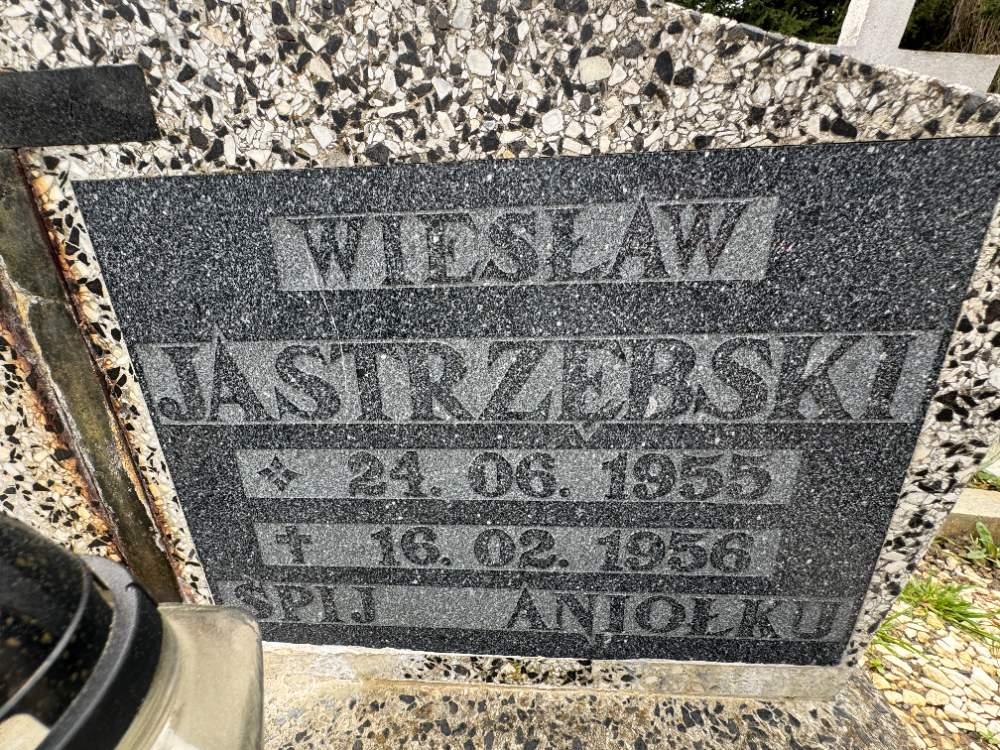 WIESŁAW
JASTRZĘBSKI
24. 06. 1955
† 16. 02. 1956
ŚPIJ ANIOŁKU